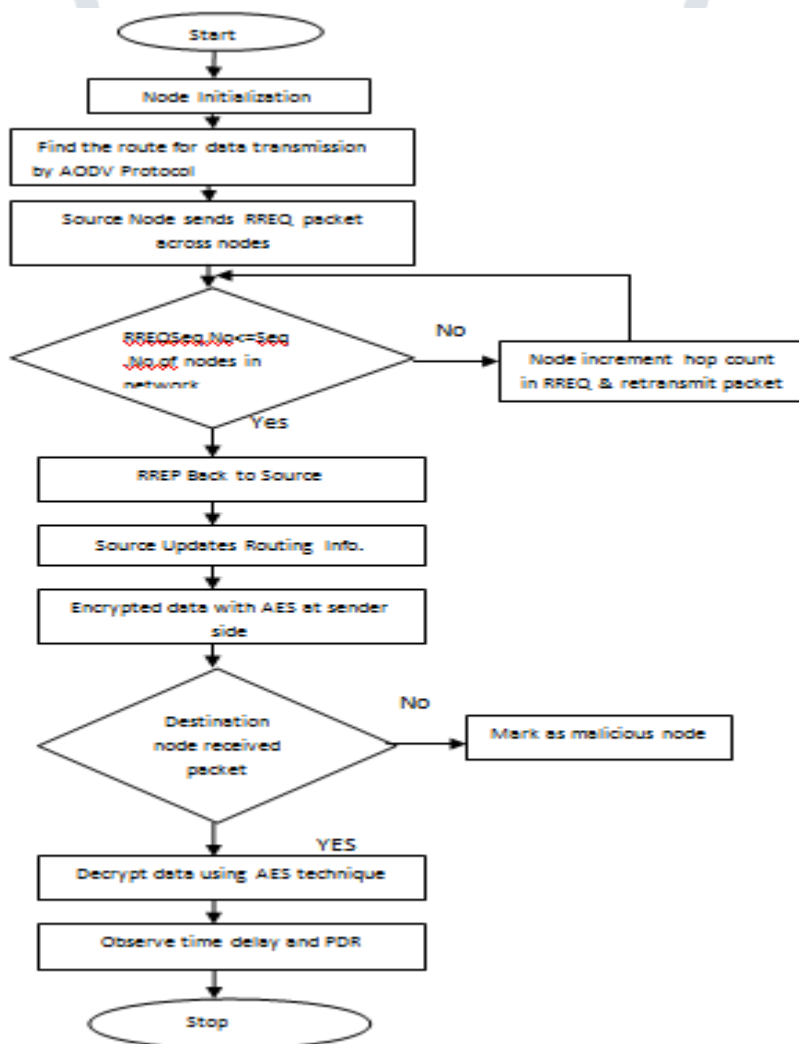 Start
Node Initialization
Find the route for data transmission
by AODV Protocol
Source Node sends RREQ packet
across nodes
RREQSeq.No<=Seq
.No.of nodes in
network
No
Node increment hop count
in RREQ & retransmit packet
Yes
RREP Back to Source
Source Updates Routing Info.
Encrypted data with AES at sender
side
Destination
node received
packet
No
Mark as malicious node
YES
Decrypt data using AES technique
Observe time delay and PDR
Stop